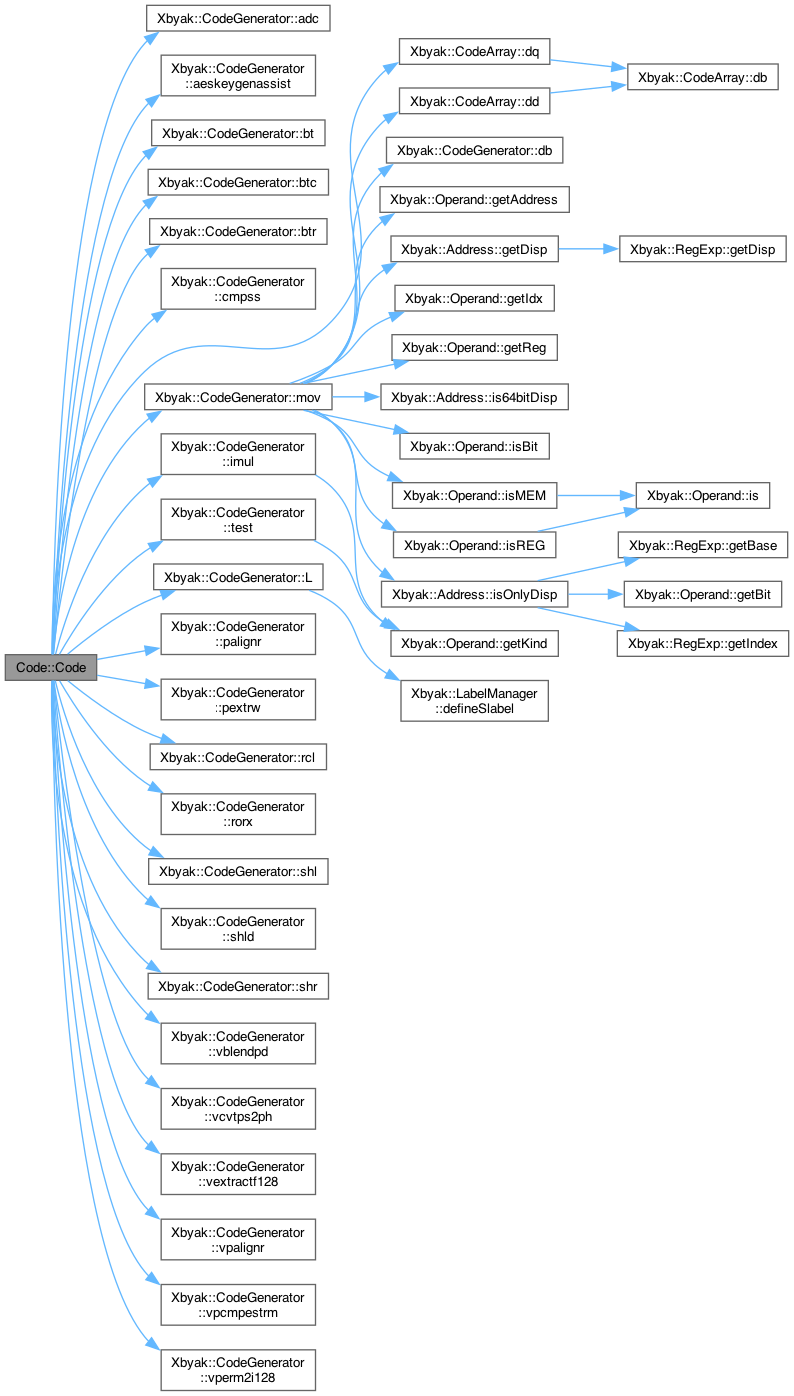 Code::Code
Xbyak::CodeGenerator::adc
Xbyak::CodeGenerator
::aeskeygenassist
Xbyak::CodeGenerator::bt
Xbyak::CodeGenerator::btc
Xbyak::CodeGenerator::btr
Xbyak::CodeGenerator
::cmpss
Xbyak::CodeGenerator::mov
Xbyak::CodeGenerator
::imul
Xbyak::CodeGenerator
::test
Xbyak::CodeGenerator::L
Xbyak::CodeGenerator
::palignr
Xbyak::CodeGenerator
::pextrw
Xbyak::CodeGenerator::rcl
Xbyak::CodeGenerator
::rorx
Xbyak::CodeGenerator::shl
Xbyak::CodeGenerator
::shld
Xbyak::CodeGenerator::shr
Xbyak::CodeGenerator
::vblendpd
Xbyak::CodeGenerator
::vcvtps2ph
Xbyak::CodeGenerator
::vextractf128
Xbyak::CodeGenerator
::vpalignr
Xbyak::CodeGenerator
::vpcmpestrm
Xbyak::CodeGenerator
::vperm2i128
Xbyak::CodeArray::dq
Xbyak::CodeArray::dd
Xbyak::CodeGenerator::db
Xbyak::Operand::getAddress
Xbyak::Address::getDisp
Xbyak::Operand::getIdx
Xbyak::Operand::getReg
Xbyak::Address::is64bitDisp
Xbyak::Operand::isBit
Xbyak::Operand::isMEM
Xbyak::Operand::isREG
Xbyak::Address::isOnlyDisp
Xbyak::Operand::getKind
Xbyak::LabelManager
::defineSlabel
Xbyak::CodeArray::db
Xbyak::RegExp::getDisp
Xbyak::Operand::is
Xbyak::RegExp::getBase
Xbyak::Operand::getBit
Xbyak::RegExp::getIndex